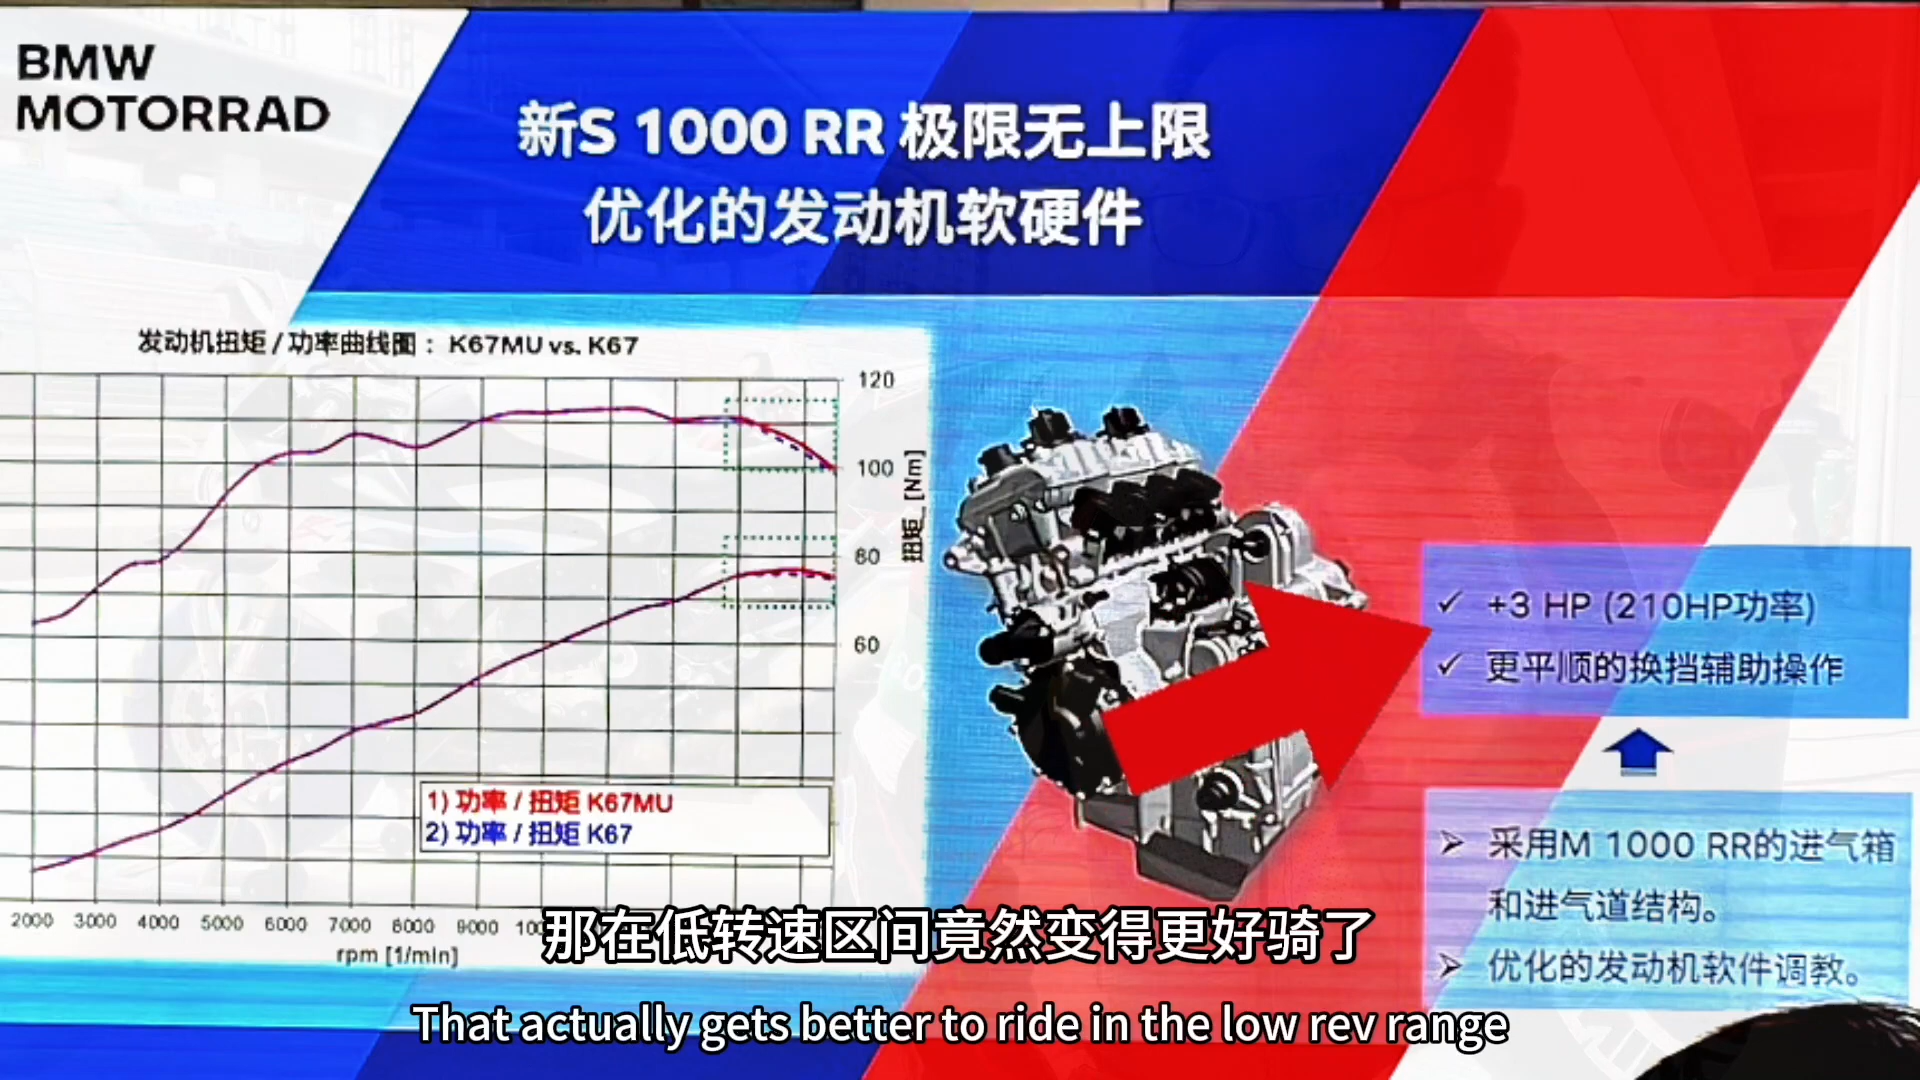 BMW
MOTORRAD
新S 1000 RR 极限无上限
优化的发动机软硬件
发动机扭矩 / 功率曲线图： K67MU vs. K67
120
100
80
60
扭矩_[Nm]
1) 功率 / 扭矩 K67MU
2) 功率 / 扭矩 K67
2000 3000 4000 5000 6000 7000 8000 9000
rpm [1/min]
✓ +3 HP (210HP功率)
✓ 更平顺的换挡辅助操作
➢ 采用M 1000 RR的进气箱
和进气道结构。
➢ 优化的发动机软件调教。
那在低转速区间竟然变得更好骑了
That actually gets better to ride in the low rev range